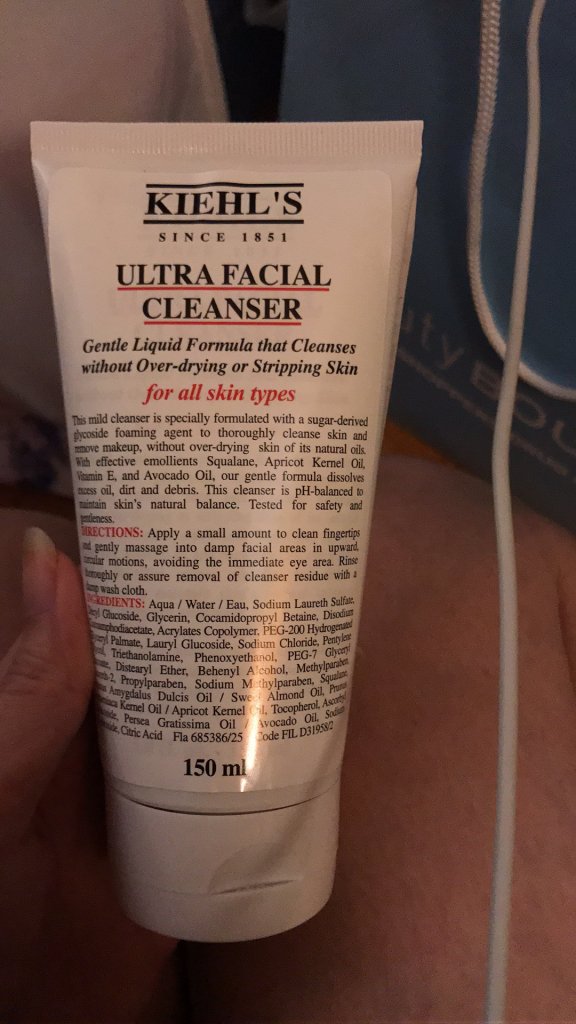 KIEHL'S
SINCE 1851
ULTRA FACIAL
CLEANSER
Gentle Liquid Formula that Cleanses
without Over-drying or Stripping Skin
for all skin types
This mild cleanser is specially formulated with a sugar-derived
glycoside foaming agent to thoroughly cleanse skin and
remove makeup, without over-drying skin of its natural oils.
With effective emollients Squalane, Apricot Kernel Oil,
Vitamin E, and Avocado Oil, our gentle formula dissolves
excess oil, dirt and debris. This cleanser is pH-balanced to
maintain skin's natural balance. Tested for safety and
gentleness.
DIRECTIONS: Apply a small amount to clean fingertips
and gently massage into damp facial areas in upward,
circular motions, avoiding the immediate eye area. Rinse
thoroughly or assure removal of cleanser residue with a
damp wash cloth.
INGREDIENTS: Aqua / Water / Eau, Sodium Laureth Sulfate,
Glucoside, Glycerin, Cocamidopropyl Betaine, Disodium
Acrylates Copolymer, PEG-200 Hydrogenated
Palmate, Lauryl Glucoside, Sodium Chloride, Pentylene
Triethanolamine, Phenoxyethanol, PEG-7 Glyceryl
Distearyl Ether, Behenyl Alcohol, Methylparaben,
Propylparaben, Sodium Methylparaben, Squalane,
Amygdalus Dulcis Oil / Sweet Almond Oil, Prunus
Kernel Oil / Apricot Kernel Oil, Tocopherol, Ascorbyl
Persea Gratissima Oil / Avocado Oil, Sodium
Citric Acid Fla 685386/25 Code FIL D31958/2
150 ml
uty BOU